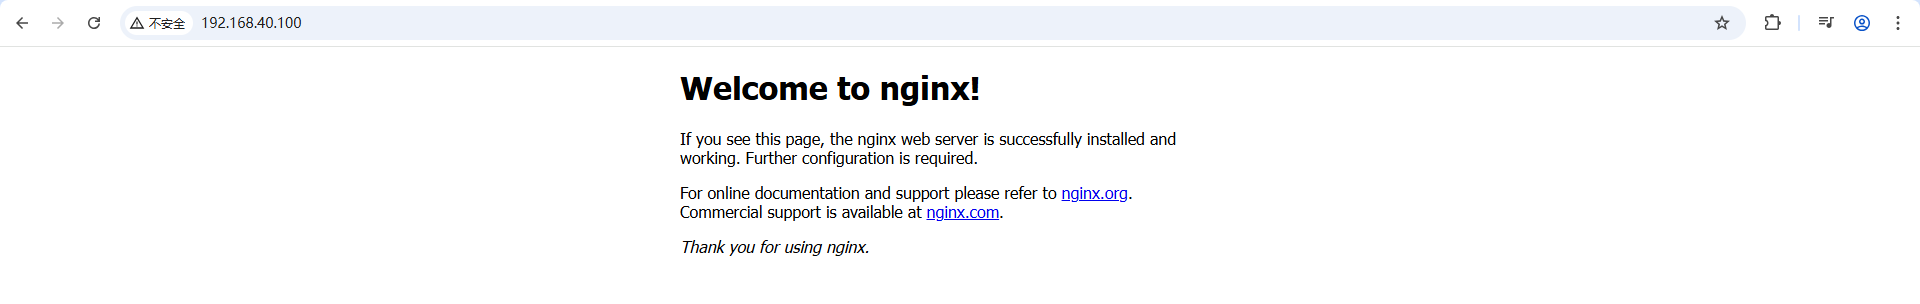 不安全 192.168.40.100
Welcome to nginx!
If you see this page, the nginx web server is successfully installed and
working. Further configuration is required.
For online documentation and support please refer to nginx.org.
Commercial support is available at nginx.com.
Thank you for using nginx.